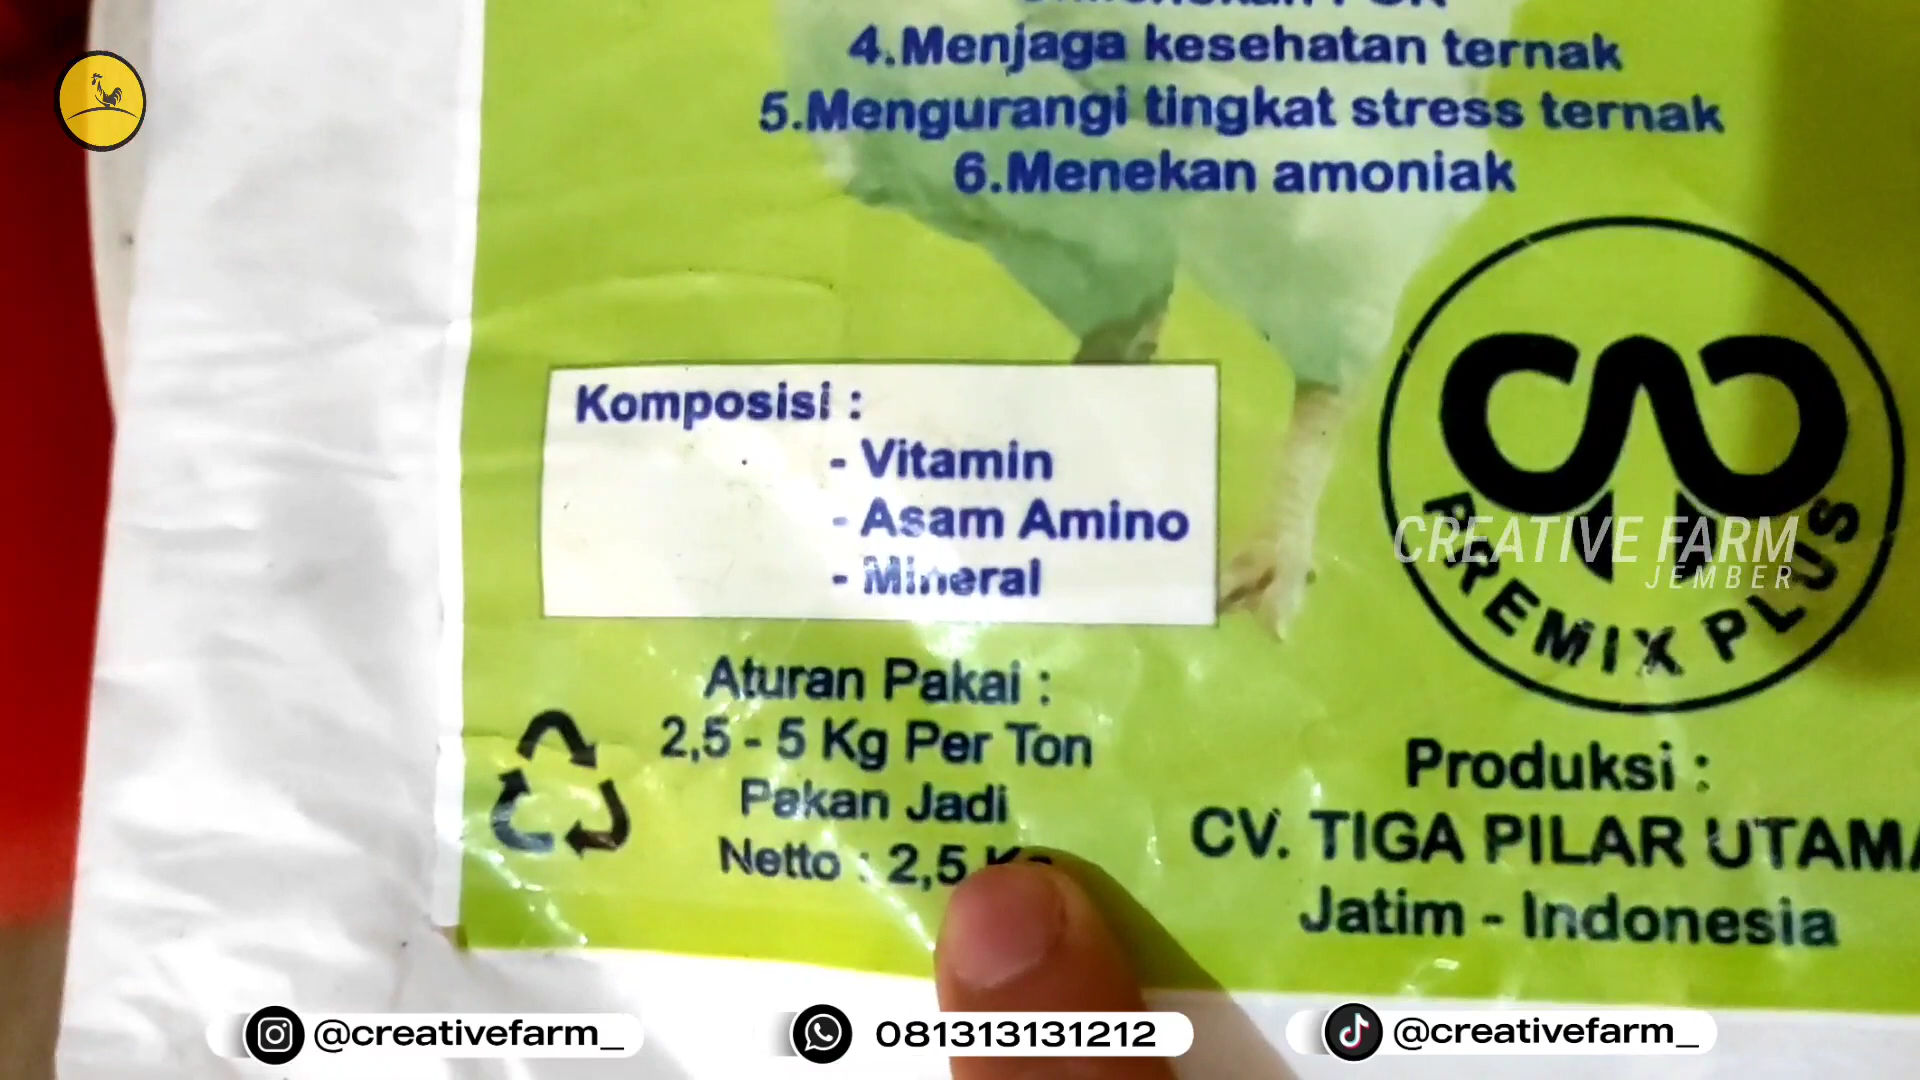 4.Menjaga kesehatan ternak
5.Mengurangi tingkat stress ternak
6.Menekan amoniak
Komposisi :
- Vitamin
- Asam Amino
- Mineral
Aturan Pakai :
2,5 - 5 Kg Per Ton
Pakan Jadi
Netto : 2,5 Kg
PREMIX PLUS
CREATIVE FARM
JEMBER
Produksi :
CV. TIGA PILAR UTAMA
Jatim - Indonesia
@creativefarm_
081313131212
@creativefarm_